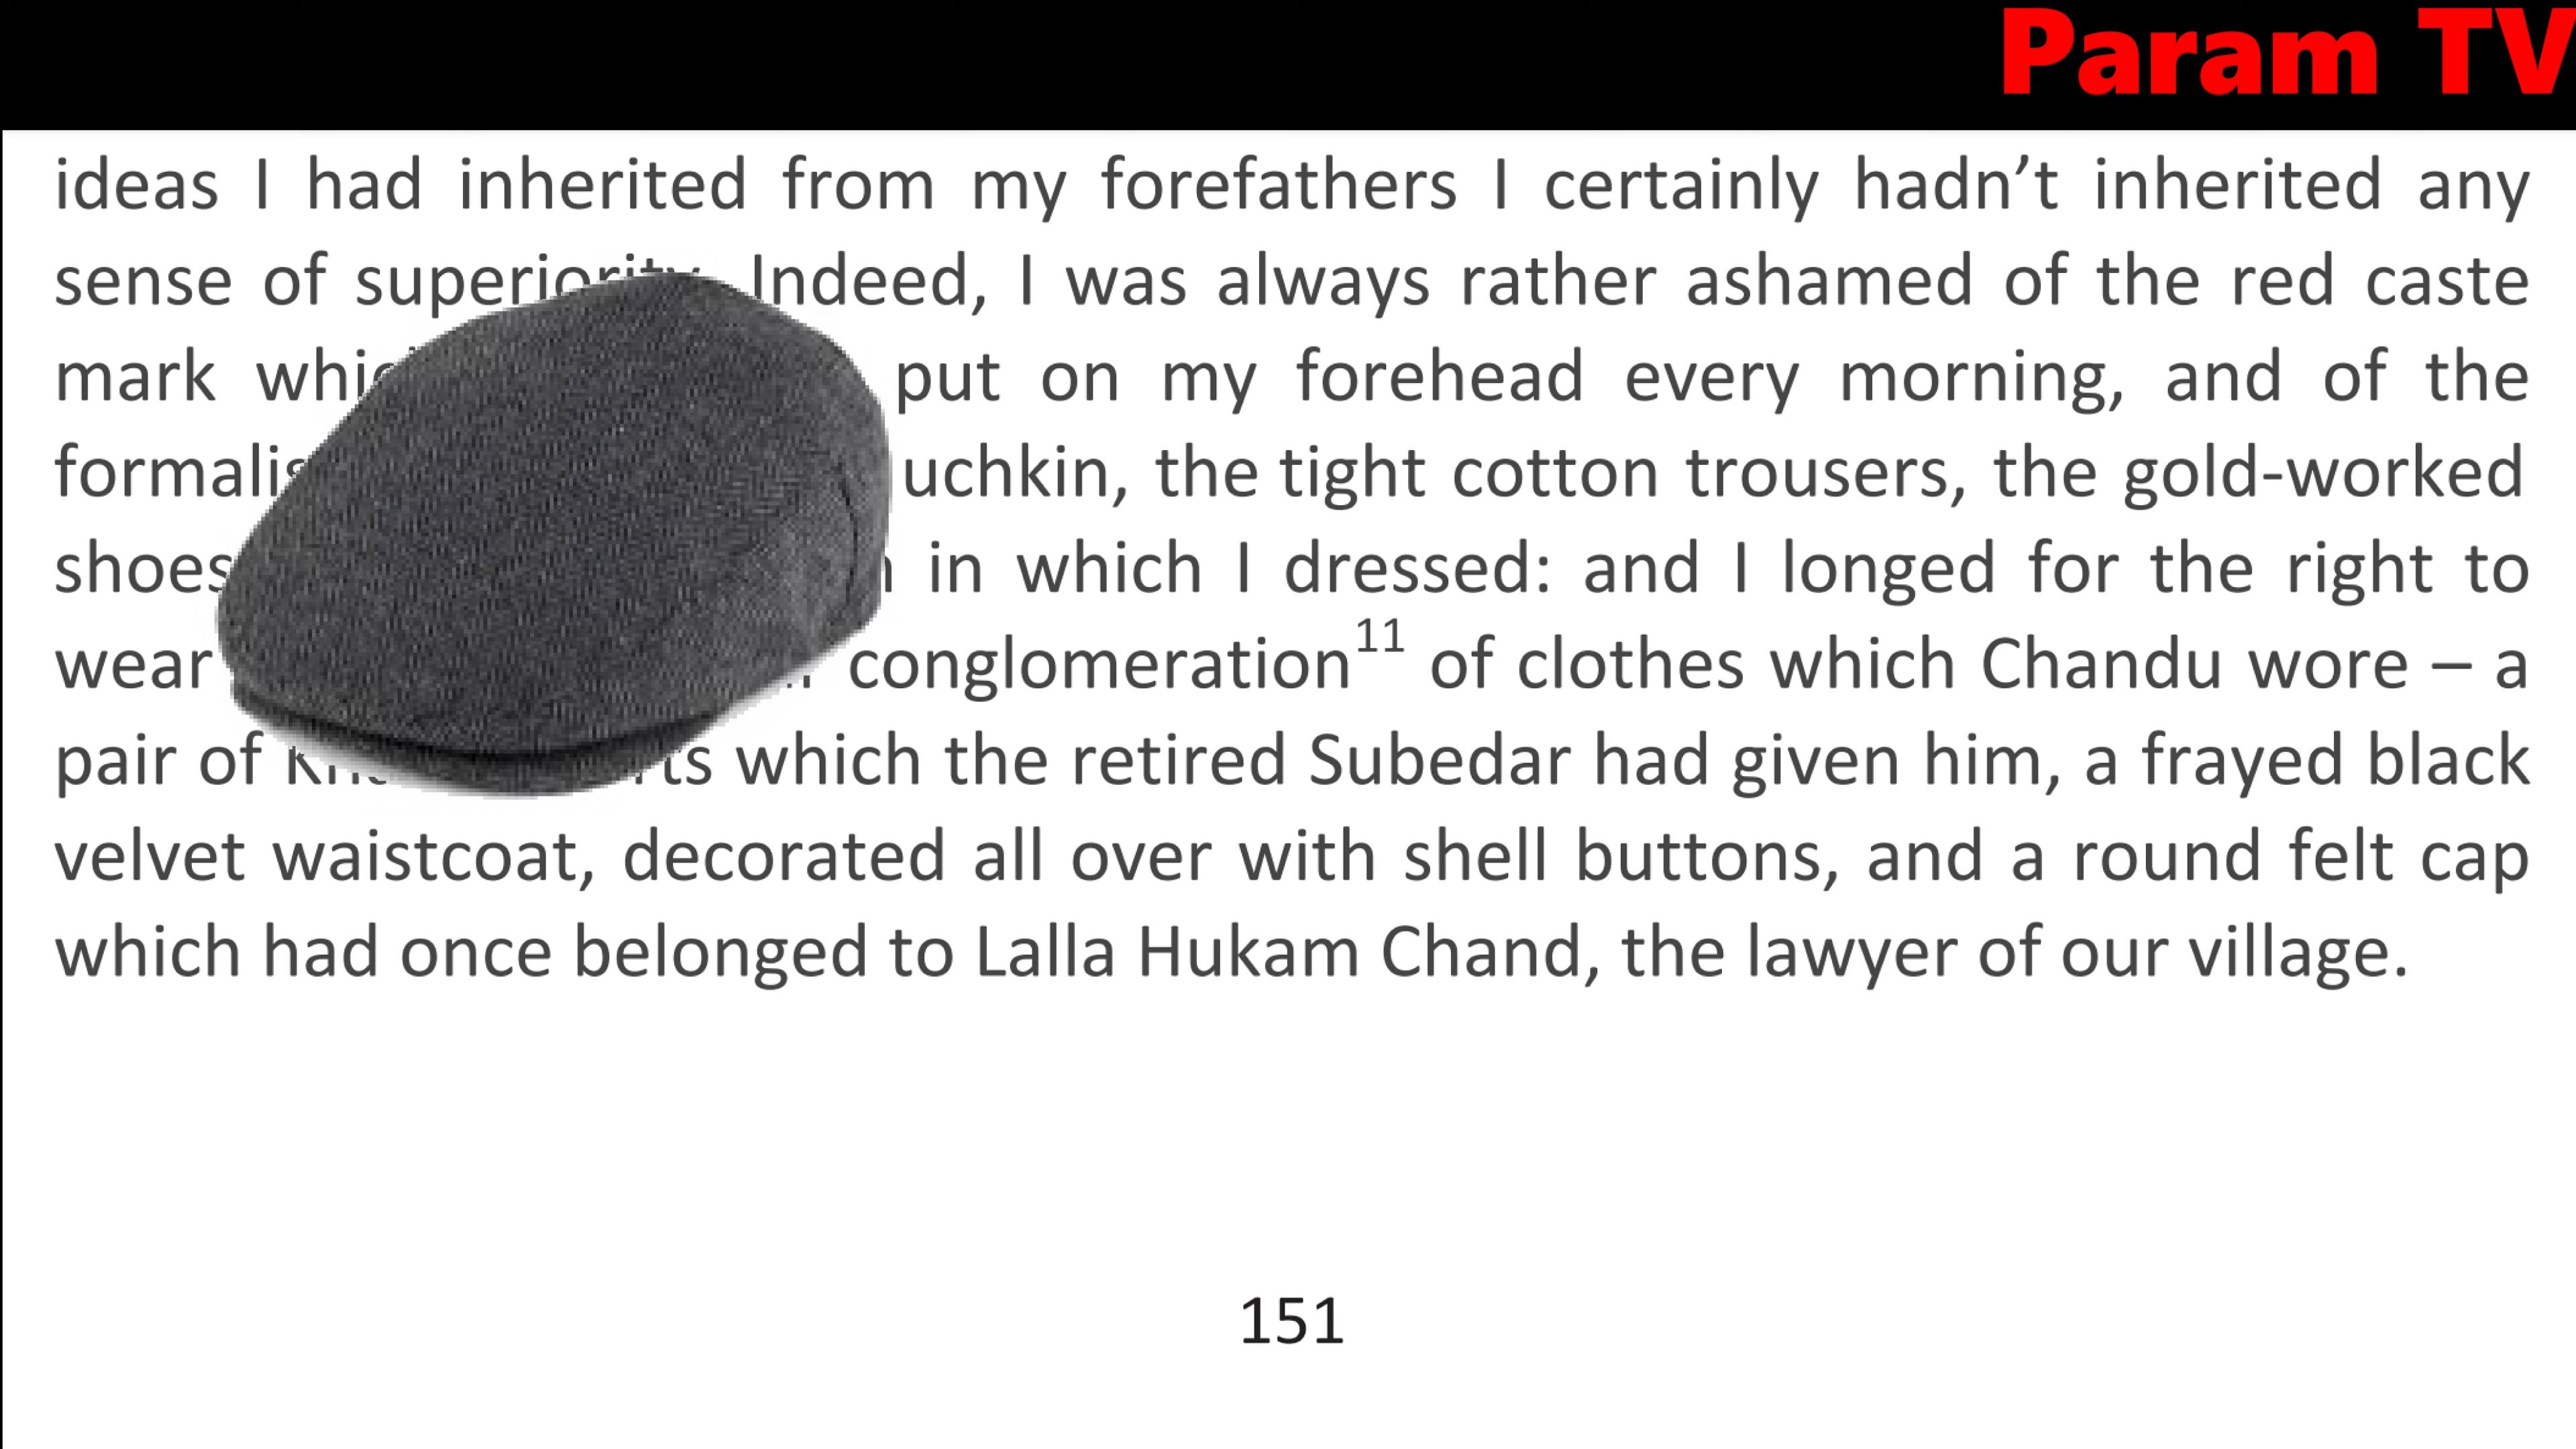 Param TV
ideas I had inherited from my forefathers I certainly hadn’t inherited any
sense of superiority. Indeed, I was always rather ashamed of the red caste
mark put on my forehead every morning, and of the
uchkin, the tight cotton trousers, the gold-worked
shoes in which I dressed: and I longed for the right to
wear conglomeration¹¹ of clothes which Chandu wore – a
pair of which the retired Subedar had given him, a frayed black
velvet waistcoat, decorated all over with shell buttons, and a round felt cap
which had once belonged to Lalla Hukam Chand, the lawyer of our village.
151